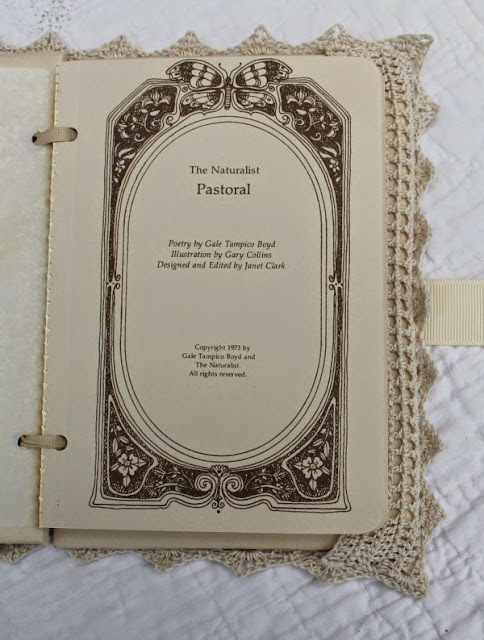 The Naturalist
Pastoral
Poetry by Gale Tampico Boyd
Illustration by Gary Collins
Designed and Edited by Janet Clark
Copyright 1973 by
Gale Tampico Boyd and
The Naturalist.
All rights reserved.